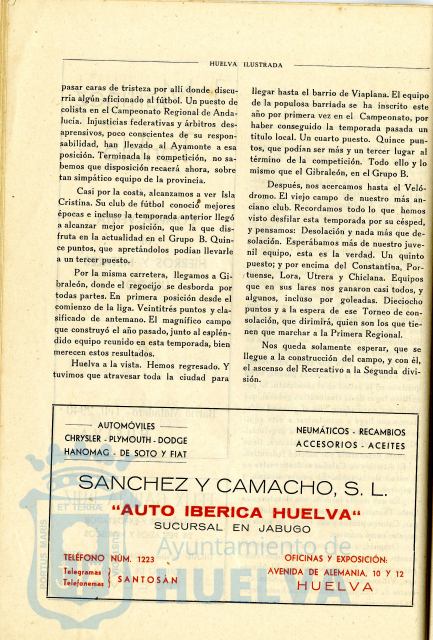 HUELVA ILUSTRADA
pasar caras de tristeza por allí donde discu-
rría algún aficionado al fútbol. Un puesto de
colista en el Campeonato Regional de Anda-
lucía. Injusticias federativas y árbitros des-
aprensivos, poco conscientes de su respon-
sabilidad, han llevado al Ayamonte a esa
posición. Terminada la competición, no sa-
bemos que disposición recaerá ahora, sobre
tan simpático equipo de la provincia.
Casi por la costa, alcanzamos a ver Isla
Cristina. Su club de fútbol conoció mejores
épocas e incluso la temporada anterior llegó
a alcanzar mejor posición, que la que dis-
fruta en la actualidad en el Grupo B. Quin-
ce puntos, que apretándolos podían llevarle
a un tercer puesto.
Por la misma carretera, llegamos a Gi-
braleón, donde el regocijo se desborda por
todas partes. En primera posición desde el
comienzo de la liga. Veintitrés puntos y cla-
sificado de antemano. El magnífico campo
que construyó el año pasado, junto al esplén-
dido equipo reunido en esta temporada, bien
merecen estos resultados.
Huelva a la vista. Hemos regresado. Y
tuvimos que atravesar toda la ciudad para
llegar hasta el barrio de Viaplana. El equipo
de la populosa barriada se ha inscrito este
año por primera vez en el Campeonato, por
haber conseguido la temporada pasada un
título local. Un cuarto puesto. Quince pun-
tos, que podían ser más y un tercer lugar al
término de la competición. Todo ello y lo
mismo que el Gibraleón, en el Grupo B.
Después, nos acercamos hasta el Veló-
dromo. El viejo campo de nuestro más an-
ciano club. Recordamos todo lo que hemos
visto desfilar esta temporada por su césped,
y pensamos: Desolación y nada más que de-
solación. Esperábamos más de nuestro juve-
nil equipo, esta es la verdad. Un quinto
puesto; y por encima del Constantina, Por-
tuense, Lora, Utrera y Chiclana. Equipos
que en sus lares nos ganaron casi todos, y
algunos, incluso por goleadas. Dieciocho
puntos y a la espera de ese Torneo de con-
solación, que dirimirá, quien son los que tie-
nen que marchar a la Primera Regional.
Nos queda solamente esperar, que se
llegue a la construcción del campo, y con él,
el ascenso del Recreativo a la Segunda divi-
sión.
AUTOMÓVILES
CHRYSLER - PLYMOUTH - DODGE
HANOMAG - DE SOTO Y FIAT
NEUMÁTICOS - RECAMBIOS
ACCESORIOS - ACEITES
SANCHEZ Y CAMACHO, S. L.
"AUTO IBERICA HUELVA"
SUCURSAL EN JABUGO
TELÉFONO NÚM. 1223
Telegramas
Telefonemas } SANTOSÁN
OFICINAS Y EXPOSICIÓN:
AVENIDA DE ALEMANIA, 10 Y 12
HUELVA
PORTUS MARIS ET TERRAE
Ayuntamiento de
HUELVA